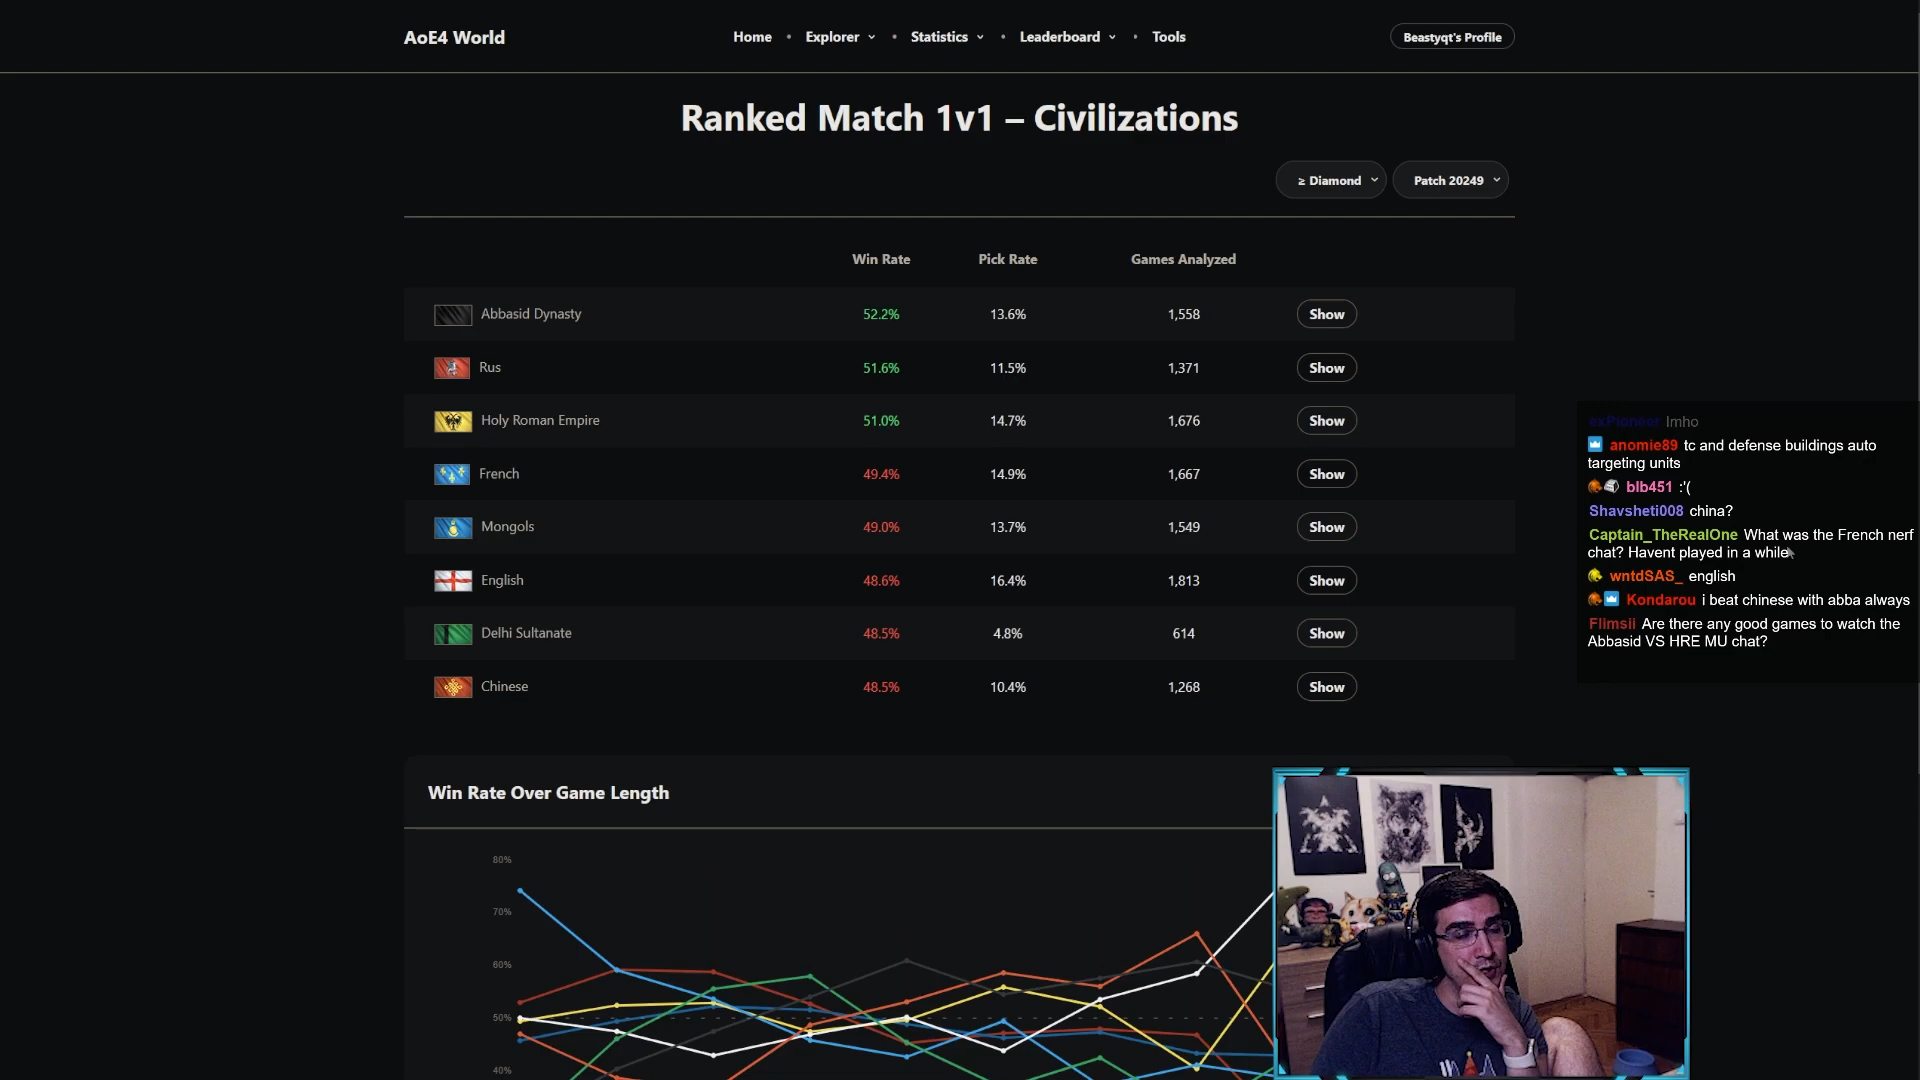 AoE4 World
Home • Explorer • Statistics • Leaderboard • Tools
Beastyqt's Profile
Ranked Match 1v1 – Civilizations
≥ Diamond
Patch 20249
Win Rate Pick Rate Games Analyzed
Abbasid Dynasty 52.2% 13.6% 1,558 Show
Rus 51.6% 11.5% 1,371 Show
Holy Roman Empire 51.0% 14.7% 1,676 Show
French 49.4% 14.9% 1,667 Show
Mongols 49.0% 13.7% 1,549 Show
English 48.6% 16.4% 1,813 Show
Delhi Sultanate 48.5% 4.8% 614 Show
Chinese 48.5% 10.4% 1,268 Show
Win Rate Over Game Length
80%
70%
60%
50%
40%
exPioneer lmho
anomie89 tc and defense buildings auto
targeting units
blb451 :'(
Shavsheti008 china?
Captain_TheRealOne What was the French nerf
chat? Havent played in a while
wntdSAS_ english
Kondarou i beat chinese with abba always
Flimsii Are there any good games to watch the
Abbasid VS HRE MU chat?